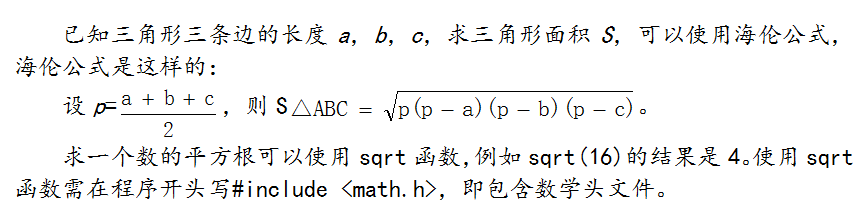 已知三角形三条边的长度 a, b, c, 求三角形面积 S, 可以使用海伦公式,
海伦公式是这样的:
设 p=(a + b + c)/2 , 则 S△ABC = √(p(p − a)(p − b)(p − c))。
求一个数的平方根可以使用 sqrt 函数,例如 sqrt(16)的结果是 4。使用 sqrt
函数需在程序开头写#include <math.h>, 即包含数学头文件。